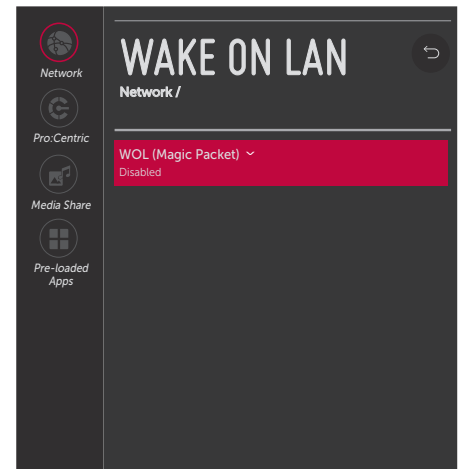 WAKE ON LAN
Network /
Network
Pro:Centric
Media Share
Pre-loaded
Apps
WOL (Magic Packet)
Disabled